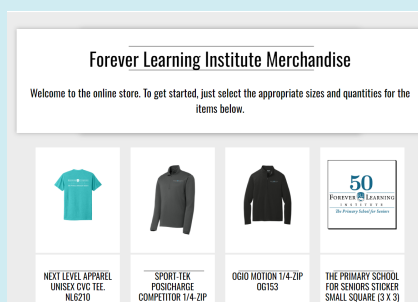 Forever Learning Institute Merchandise
Welcome to the online store. To get started, just select the appropriate sizes and quantities for the
items below.
50
FOREVER LEARNING
INSTITUTE
The Primary School for Seniors
NEXT LEVEL APPAREL
UNISEX CVC TEE.
NL6210
SPORT-TEK
POSICHARGE
COMPETITOR 1/4-ZIP
OGIO MOTION 1/4-ZIP
OG153
THE PRIMARY SCHOOL
FOR SENIORS STICKER
SMALL SQUARE (3 X 3)